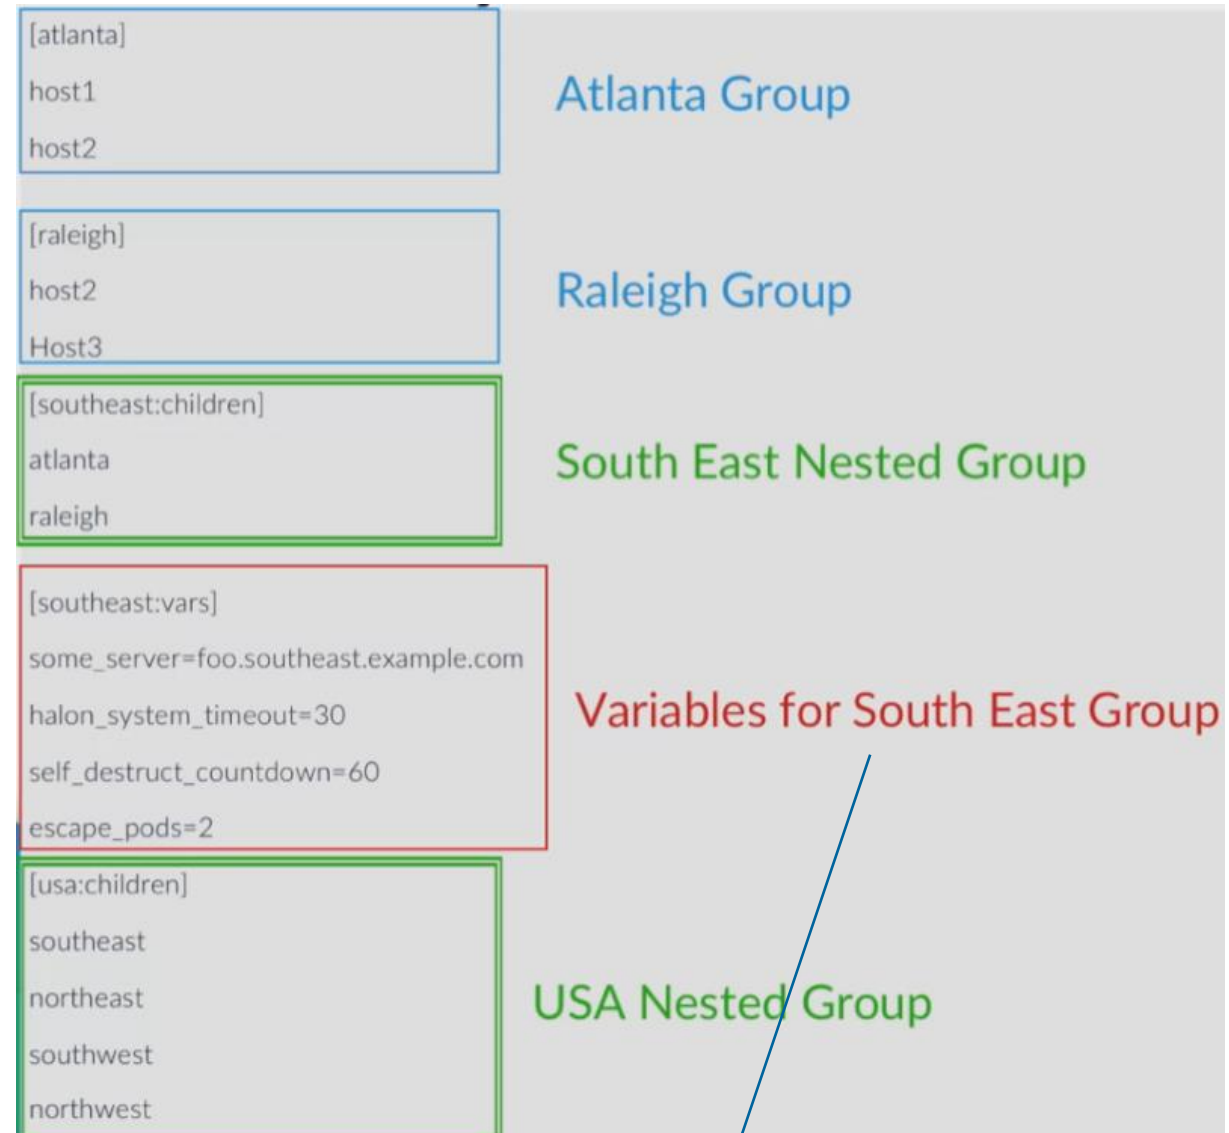 [atlanta]
host1
host2
Atlanta Group
[raleigh]
host2
Host3
Raleigh Group
[southeast:children]
atlanta
raleigh
South East Nested Group
[southeast:vars]
some_server=foo.southeast.example.com
halon_system_timeout=30
self_destruct_countdown=60
escape_pods=2
Variables for South East Group
[usa:children]
southeast
northeast
southwest
northwest
USA Nested Group